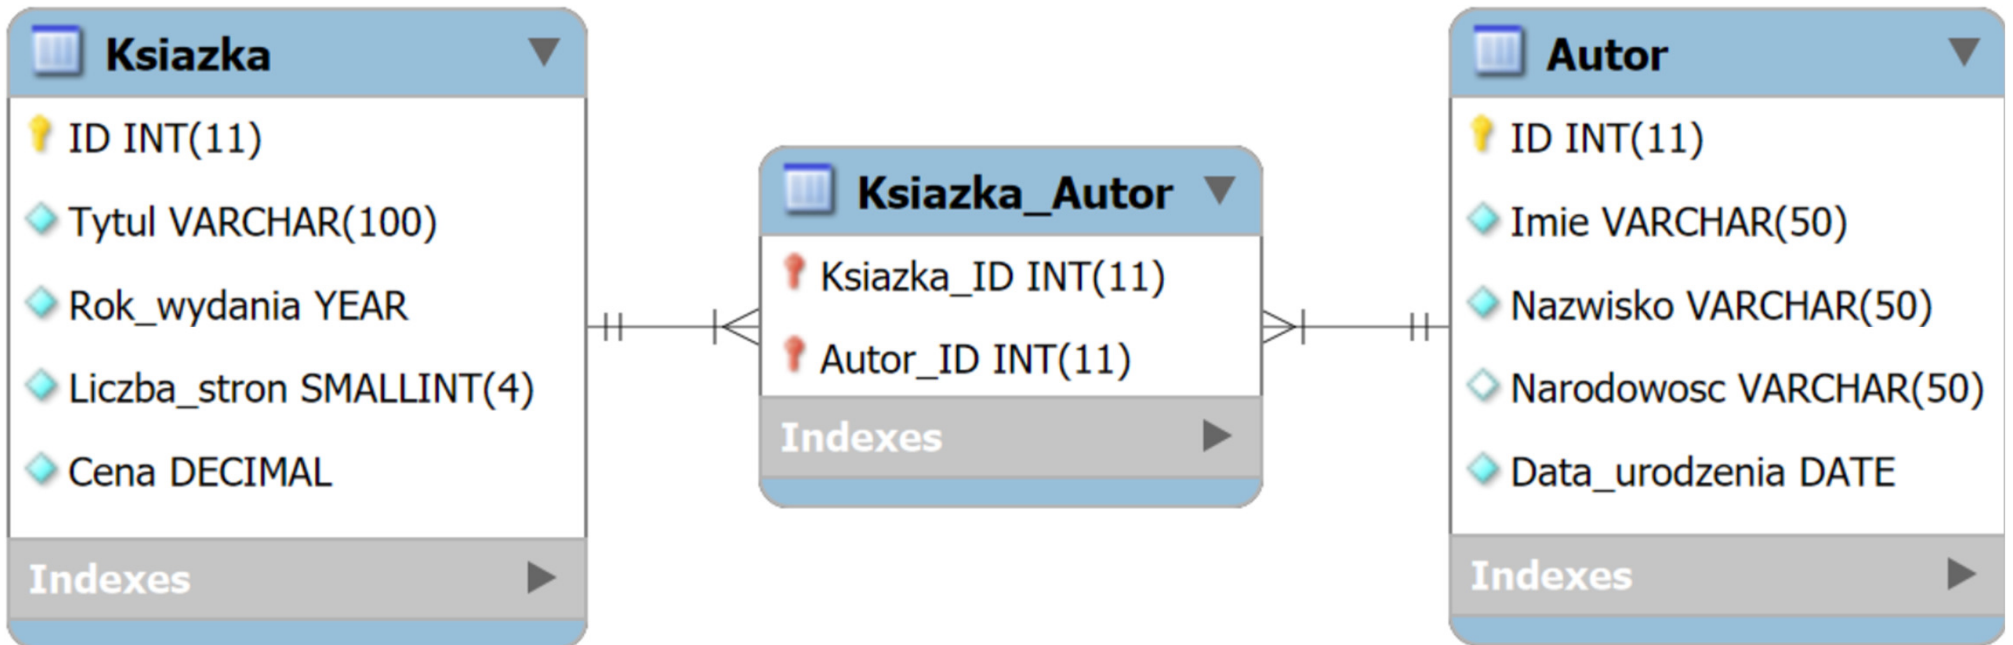 Ksiazka
ID INT(11)
Tytul VARCHAR(100)
Rok_wydania YEAR
Liczba_stron SMALLINT(4)
Cena DECIMAL
Indexes
Ksiazka_Autor
Ksiazka_ID INT(11)
Autor_ID INT(11)
Indexes
Autor
ID INT(11)
Imie VARCHAR(50)
Nazwisko VARCHAR(50)
Narodowosc VARCHAR(50)
Data_urodzenia DATE
Indexes